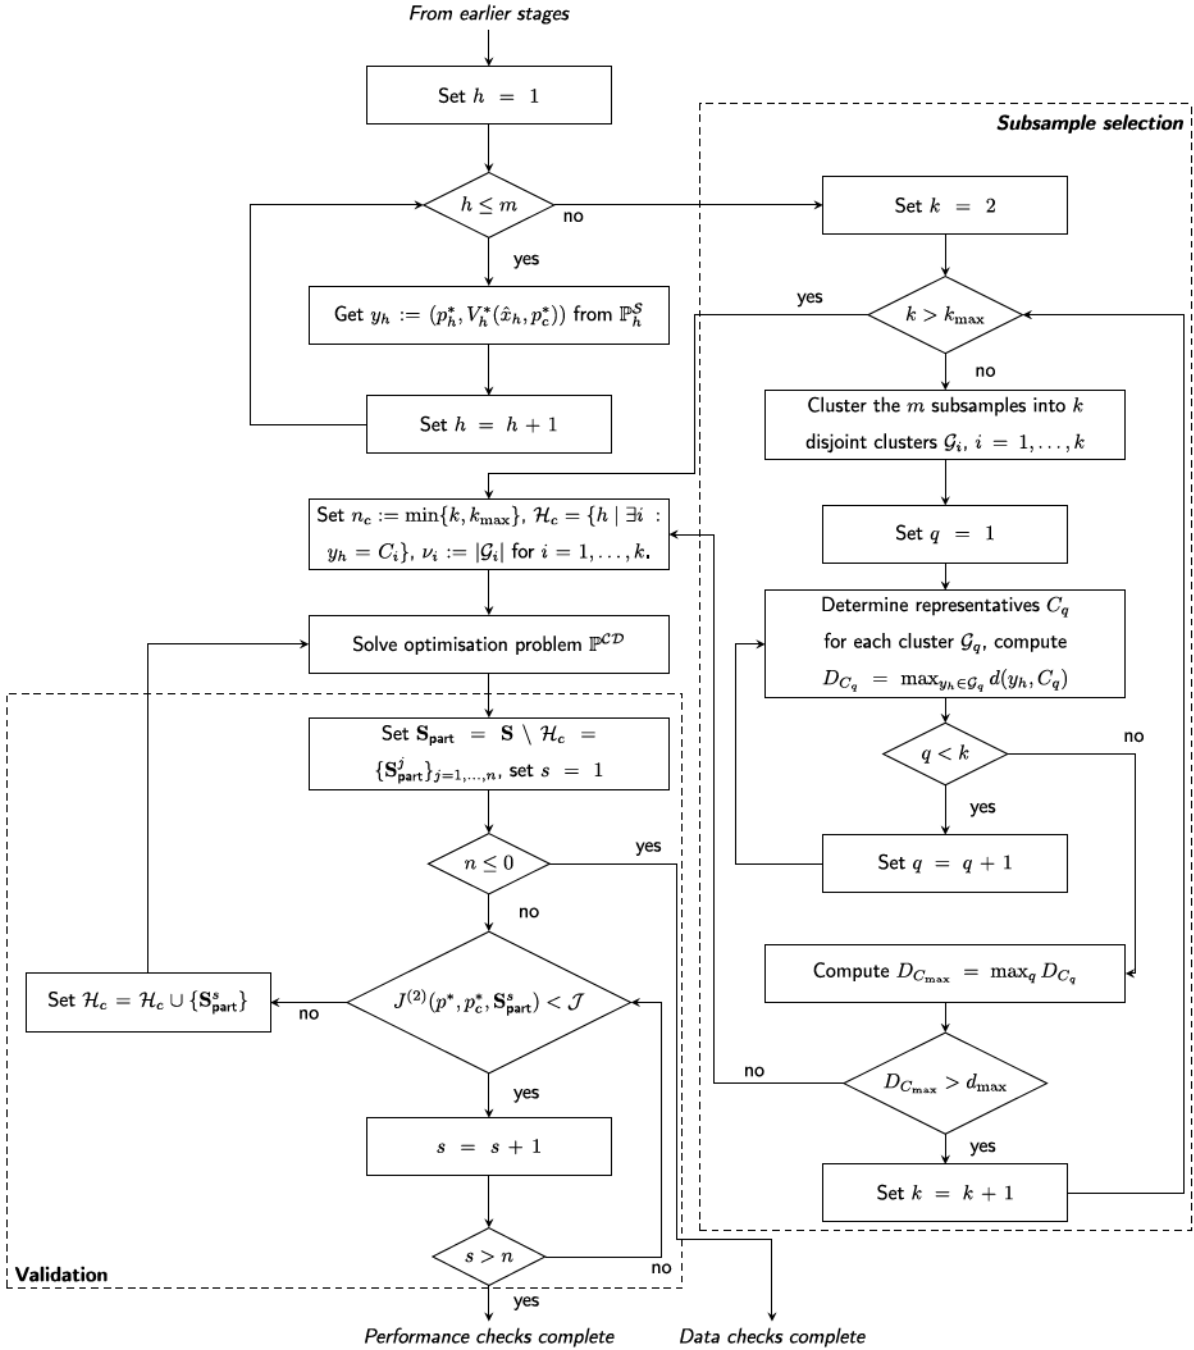 From earlier stages
Set h = 1
h ≤ m
no
yes
Get y_h := (p_h^*, V_h^*(x̂_h, p_c^*)) from ℙ_h^𝒮
Set h = h + 1
Subsample selection
Set k = 2
yes
k > k_max
no
Cluster the m subsamples into k
disjoint clusters 𝒢_i, i = 1, . . . , k
Set q = 1
Determine representatives C_q
for each cluster 𝒢_q, compute
D_{C_q} = max_{y_h∈𝒢_q} d(y_h, C_q)
no
q < k
yes
Set q = q + 1
Compute D_{C_max} = max_q D_{C_q}
no
D_{C_max} > d_max
yes
Set k = k + 1
Set n_c := min{k, k_max}, ℋ_c = {h | ∃i :
y_h = C_i}, ν_i := |𝒢_i| for i = 1, . . . , k.
Solve optimisation problem ℙ^{𝒞𝒟}
Set 𝐒_part = 𝐒 \ ℋ_c =
{𝐒_part^j}_{j=1,...,n}, set s = 1
yes
n ≤ 0
no
Set ℋ_c = ℋ_c ∪ {𝐒_part^s}
no
J^{(2)}(p^*, p_c^*, 𝐒_part^s) < 𝒥
yes
s = s + 1
s > n
no
Validation
yes
Performance checks complete
Data checks complete